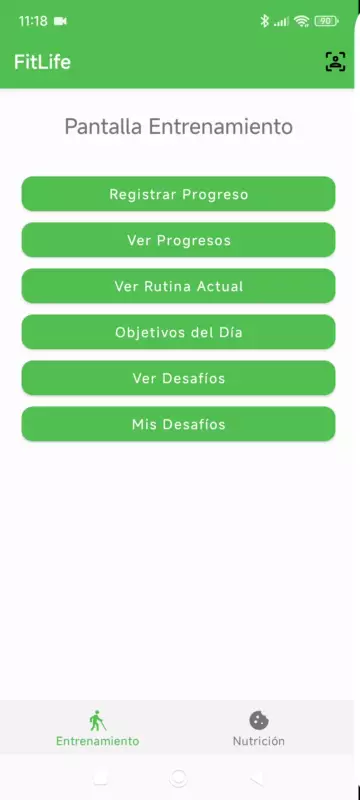 11:18
90
FitLife
Pantalla Entrenamiento
Registrar Progreso
Ver Progresos
Ver Rutina Actual
Objetivos del Día
Ver Desafíos
Mis Desafíos
Entrenamiento
Nutrición